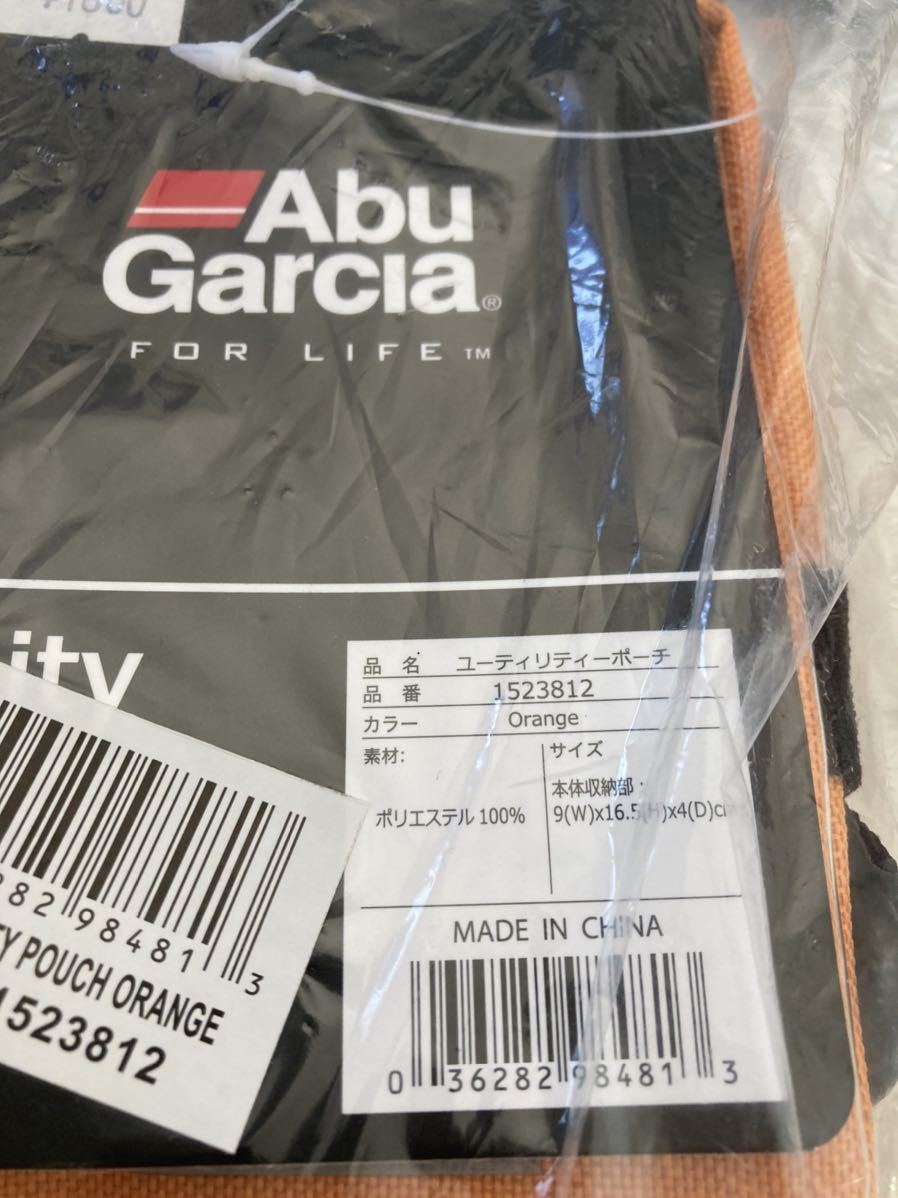 Abu
Garcia®
FOR LIFE™
ity
品 名 ユーティリティーポーチ
品 番 1523812
カラー Orange
素材:
ポリエステル 100%
サイズ
本体収納部：
9(W)x16.5(H)x4(D)c
MADE IN CHINA
0 36282 98481 3
282 98481 3
TY POUCH ORANGE
1523812